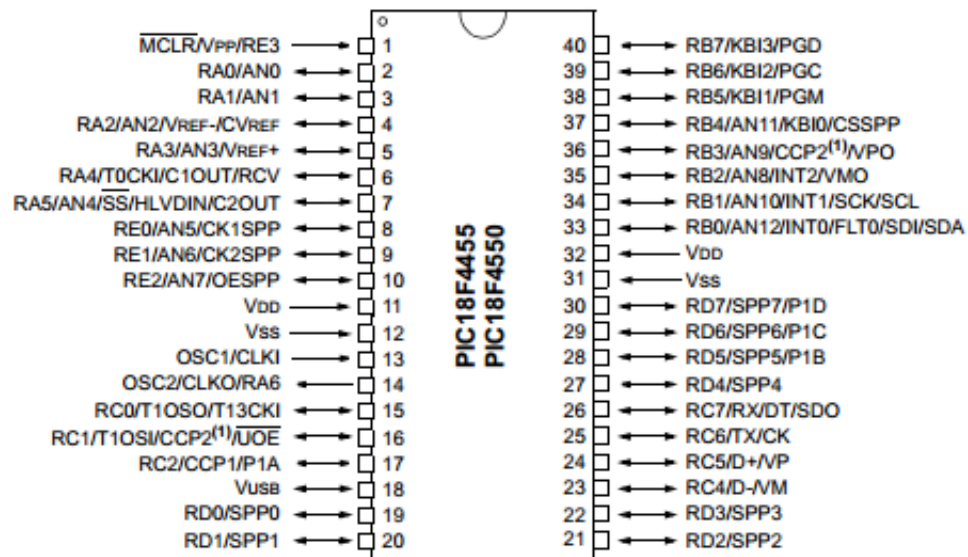 MCLR/VPP/RE3 1
RA0/AN0 2
RA1/AN1 3
RA2/AN2/VREF-/CVREF 4
RA3/AN3/VREF+ 5
RA4/T0CKI/C1OUT/RCV 6
RA5/AN4/SS/HLVDIN/C2OUT 7
RE0/AN5/CK1SPP 8
RE1/AN6/CK2SPP 9
RE2/AN7/OESPP 10
VDD 11
VSS 12
OSC1/CLKI 13
OSC2/CLKO/RA6 14
RC0/T1OSO/T13CKI 15
RC1/T1OSI/CCP2(1)/UOE 16
RC2/CCP1/P1A 17
VUSB 18
RD0/SPP0 19
RD1/SPP1 20
PIC18F4455
PIC18F4550
40 RB7/KBI3/PGD
39 RB6/KBI2/PGC
38 RB5/KBI1/PGM
37 RB4/AN11/KBI0/CSSPP
36 RB3/AN9/CCP2(1)/VPO
35 RB2/AN8/INT2/VMO
34 RB1/AN10/INT1/SCK/SCL
33 RB0/AN12/INT0/FLT0/SDI/SDA
32 VDD
31 VSS
30 RD7/SPP7/P1D
29 RD6/SPP6/P1C
28 RD5/SPP5/P1B
27 RD4/SPP4
26 RC7/RX/DT/SDO
25 RC6/TX/CK
24 RC5/D+/VP
23 RC4/D-/VM
22 RD3/SPP3
21 RD2/SPP2